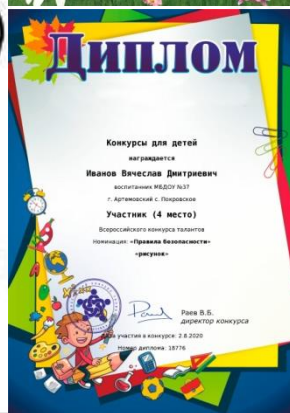 Диплом
Конкурсы для детей
награждается
Иванов Вячеслав Дмитриевич
воспитанник МБДОУ №37
г. Артемовский с. Покровское
Участник (4 место)
Всероссийского конкурса талантов
Номинация: «Правила безопасности»
«рисунок»
Раев В.Б.
директор конкурса
Дата участия в конкурсе: 2.8.2020
Номер диплома: 18776